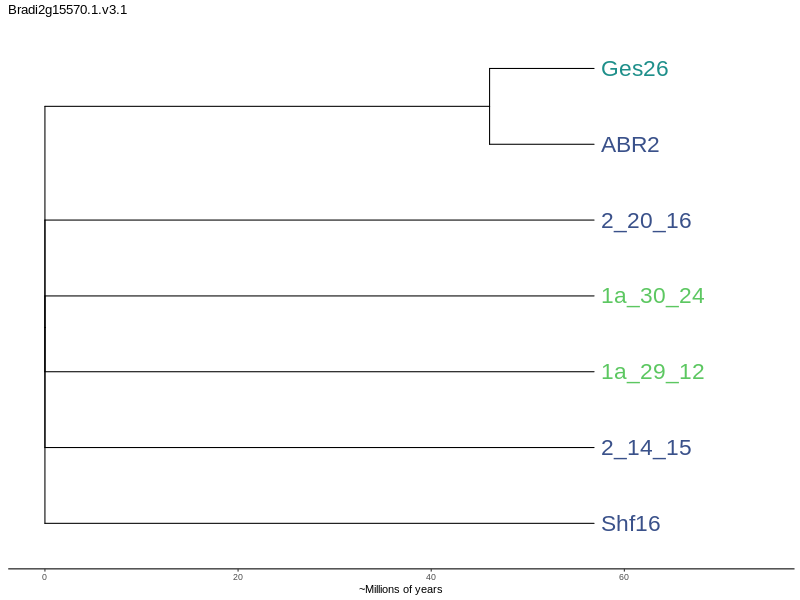 Bradi2g15570.1.v3.1
Ges26
ABR2
2_20_16
1a_30_24
1a_29_12
2_14_15
Shf16
0 20 40 60
~Millions of years